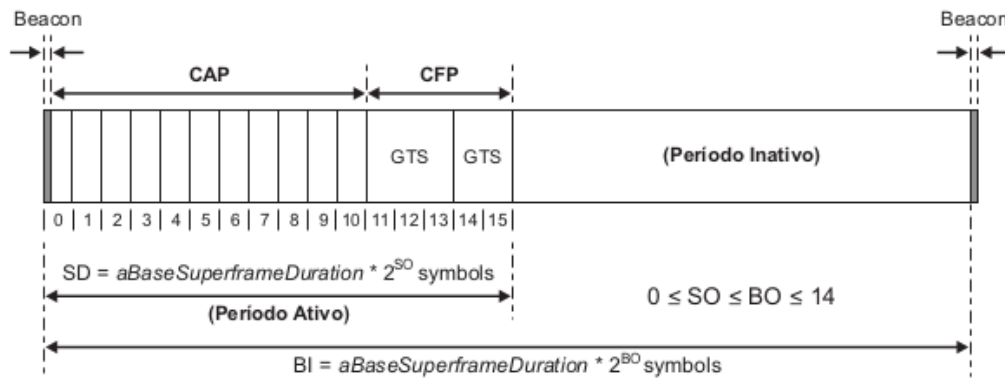 Beacon
Beacon
CAP
CFP
GTS
GTS
(Período Inativo)
0 1 2 3 4 5 6 7 8 9 10 11 12 13 14 15
SD = aBaseSuperframeDuration * 2^SO symbols
0 ≤ SO ≤ BO ≤ 14
(Período Ativo)
BI = aBaseSuperframeDuration * 2^BO symbols